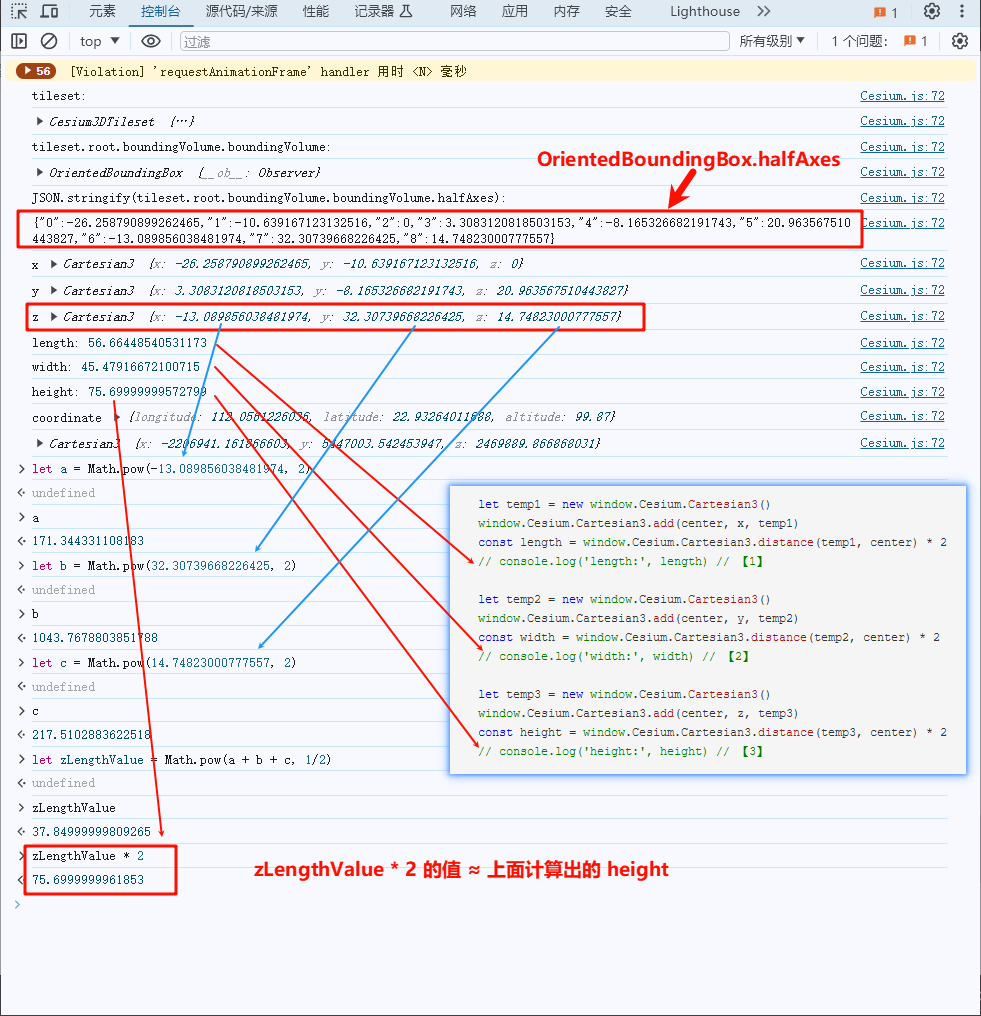 元素 控制台 源代码/来源 性能 记录器 网络 应用 内存 安全 Lighthouse 1
top 过滤 所有级别 1 个问题: 1
56 [Violation] 'requestAnimationFrame' handler 用时 <N> 毫秒
tileset: Cesium.js:72
Cesium3DTileset {…} Cesium.js:72
tileset.root.boundingVolume.boundingVolume: Cesium.js:72
OrientedBoundingBox.halfAxes
OrientedBoundingBox {__ob__: Observer} Cesium.js:72
JSON.stringify(tileset.root.boundingVolume.boundingVolume.halfAxes): Cesium.js:72
{"0":-26.258790899262465,"1":-10.639167123132516,"2":0,"3":3.3083120818503153,"4":-8.165326682191743,"5":20.963567510 Cesium.js:72
443827,"6":-13.089856038481974,"7":32.30739668226425,"8":14.74823000777557}
x Cartesian3 {x: -26.258790899262465, y: -10.639167123132516, z: 0} Cesium.js:72
y Cartesian3 {x: 3.3083120818503153, y: -8.165326682191743, z: 20.963567510443827} Cesium.js:72
z Cartesian3 {x: -13.089856038481974, y: 32.30739668226425, z: 14.74823000777557} Cesium.js:72
length: 56.66448540531173 Cesium.js:72
width: 45.47916672100715 Cesium.js:72
height: 75.69999999572799 Cesium.js:72
coordinate {longitude: 112.0561226036, latitude: 22.93264011688, altitude: 99.87} Cesium.js:72
Cartesian3 {x: -2206941.161866603, y: 5447003.542453947, z: 2469889.866868031} Cesium.js:72
let a = Math.pow(-13.089856038481974, 2)
undefined
a
171.344331108183
let b = Math.pow(32.30739668226425, 2)
undefined
b
1043.7678803851788
let c = Math.pow(14.74823000777557, 2)
undefined
c
217.5102883622518
let zLengthValue = Math.pow(a + b + c, 1/2)
undefined
zLengthValue
37.84999999809265
zLengthValue * 2
75.6999999961853
let temp1 = new window.Cesium.Cartesian3()
window.Cesium.Cartesian3.add(center, x, temp1)
const length = window.Cesium.Cartesian3.distance(temp1, center) * 2
// console.log('length:', length) // 【1】
let temp2 = new window.Cesium.Cartesian3()
window.Cesium.Cartesian3.add(center, y, temp2)
const width = window.Cesium.Cartesian3.distance(temp2, center) * 2
// console.log('width:', width) // 【2】
let temp3 = new window.Cesium.Cartesian3()
window.Cesium.Cartesian3.add(center, z, temp3)
const height = window.Cesium.Cartesian3.distance(temp3, center) * 2
// console.log('height:', height) // 【3】
zLengthValue * 2 的值 ≈ 上面计算出的 height